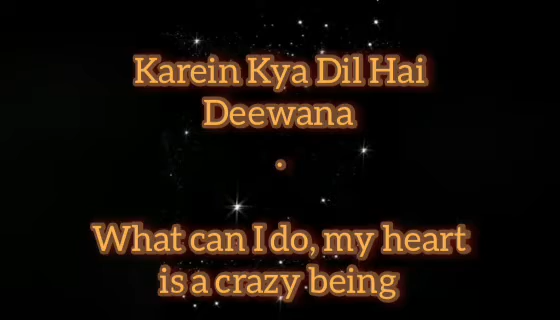 Karein Kya Dil Hai
Deewana
•
What can I do, my heart
is a crazy being